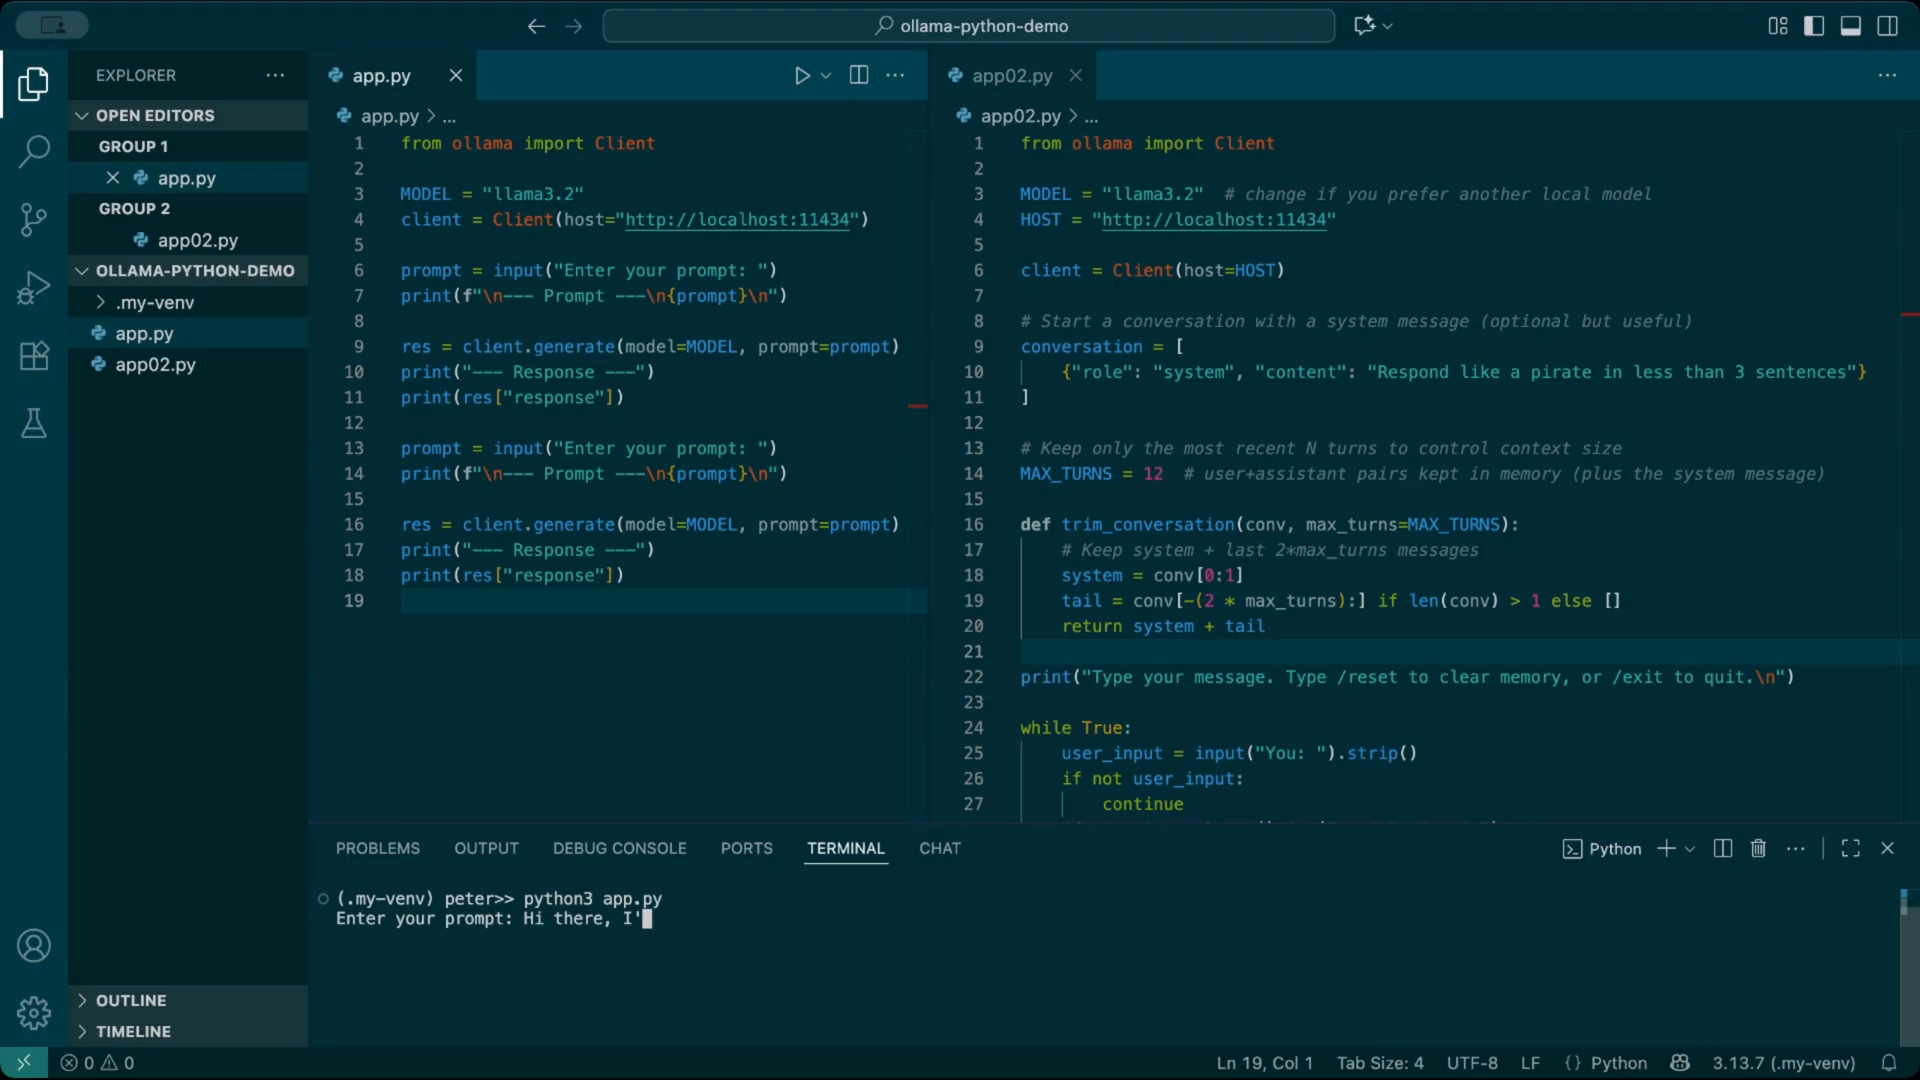 ollama-python-demo
EXPLORER
OPEN EDITORS
GROUP 1
app.py
GROUP 2
app02.py
OLLAMA-PYTHON-DEMO
.my-venv
app.py
app02.py
OUTLINE
TIMELINE
app.py
app.py > ...
1 from ollama import Client
2
3 MODEL = "llama3.2"
4 client = Client(host="http://localhost:11434")
5
6 prompt = input("Enter your prompt: ")
7 print(f"\n--- Prompt ---\n{prompt}\n")
8
9 res = client.generate(model=MODEL, prompt=prompt)
10 print("--- Response ---")
11 print(res["response"])
12
13 prompt = input("Enter your prompt: ")
14 print(f"\n--- Prompt ---\n{prompt}\n")
15
16 res = client.generate(model=MODEL, prompt=prompt)
17 print("--- Response ---")
18 print(res["response"])
19
app02.py
app02.py > ...
1 from ollama import Client
2
3 MODEL = "llama3.2"  # change if you prefer another local model
4 HOST = "http://localhost:11434"
5
6 client = Client(host=HOST)
7
8 # Start a conversation with a system message (optional but useful)
9 conversation = [
10     {"role": "system", "content": "Respond like a pirate in less than 3 sentences"}
11 ]
12
13 # Keep only the most recent N turns to control context size
14 MAX_TURNS = 12  # user+assistant pairs kept in memory (plus the system message)
15
16 def trim_conversation(conv, max_turns=MAX_TURNS):
17     # Keep system + last 2*max_turns messages
18     system = conv[0:1]
19     tail = conv[-(2 * max_turns):] if len(conv) > 1 else []
20     return system + tail
21
22 print("Type your message. Type /reset to clear memory, or /exit to quit.\n")
23
24 while True:
25     user_input = input("You: ").strip()
26     if not user_input:
27         continue
PROBLEMS OUTPUT DEBUG CONSOLE PORTS TERMINAL CHAT
Python
(.my-venv) peter>> python3 app.py
Enter your prompt: Hi there, I'
0 0
Ln 19, Col 1 Tab Size: 4 UTF-8 LF {} Python 3.13.7 (.my-venv)